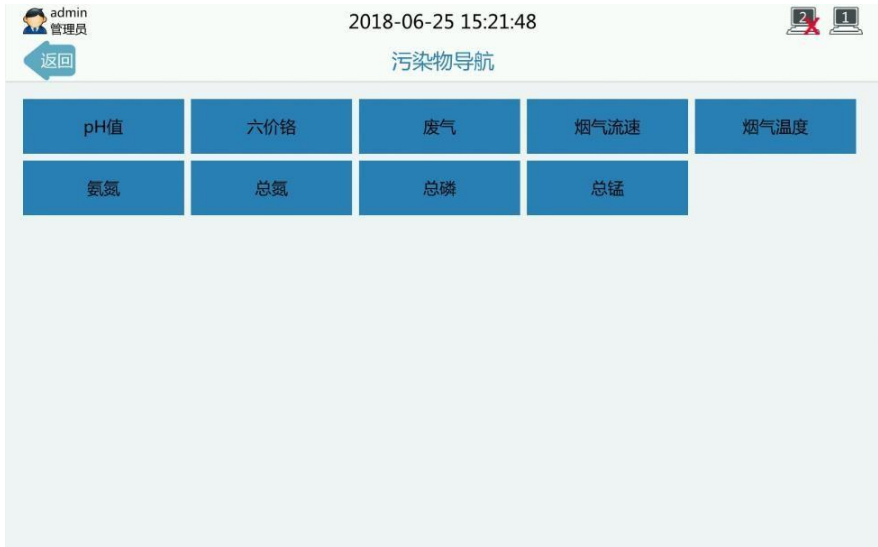 admin
管理员
2018-06-25 15:21:48
2
1
返回
污染物导航
pH值
六价铬
废气
烟气流速
烟气温度
氨氮
总氮
总磷
总锰